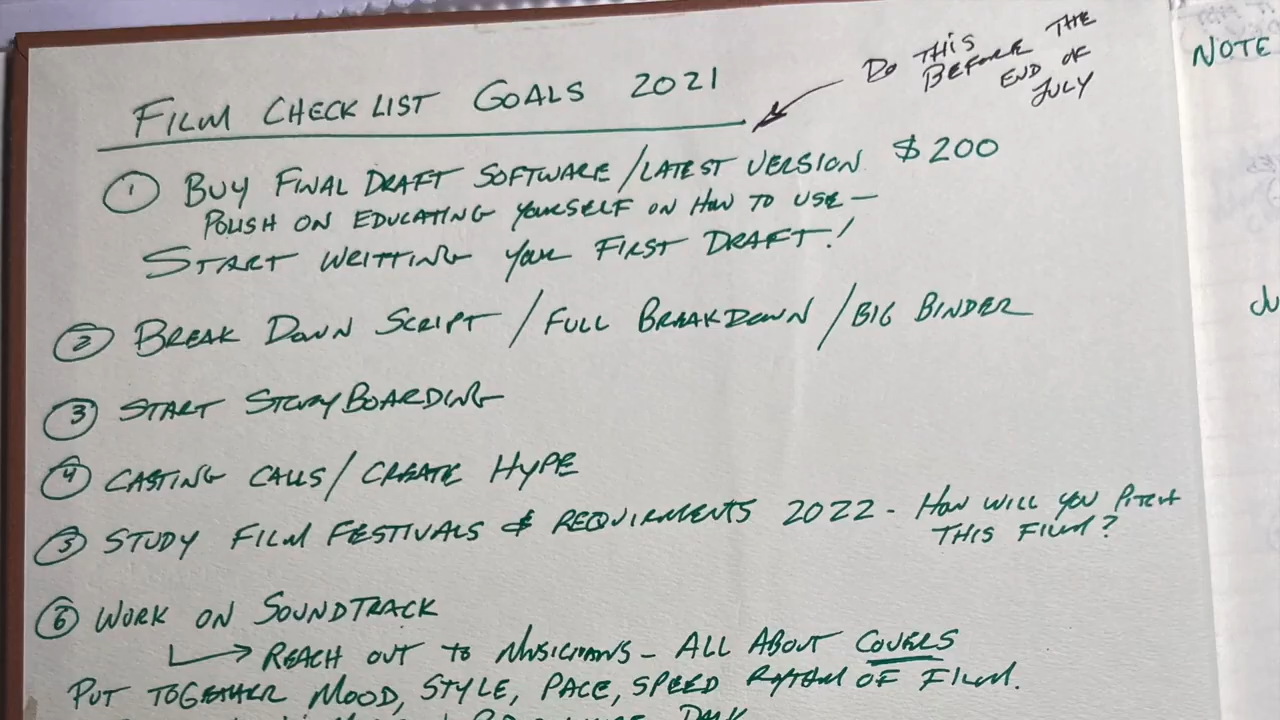 FILM CHECKLIST GOALS 2021
DO THIS
BEFORE THE
END OF
JULY
NOTE
① BUY FINAL DRAFT SOFTWARE / LATEST VERSION $200
POLISH ON EDUCATING YOURSELF ON HOW TO USE —
START WRITTING YOUR FIRST DRAFT!
② BREAK DOWN SCRIPT / FULL BREAKDOWN / BIG BINDER
③ START STORYBOARDING
④ CASTING CALLS / CREATE HYPE
⑤ STUDY FILM FESTIVALS & REQUIRMENTS 2022 - HOW WILL YOU PITCH
THIS FILM?
⑥ WORK ON SOUNDTRACK
→ REACH OUT TO MUSICIANS - ALL ABOUT COVERS
PUT TOGETHER MOOD, STYLE, PACE, SPEED RYTHM OF FILM.